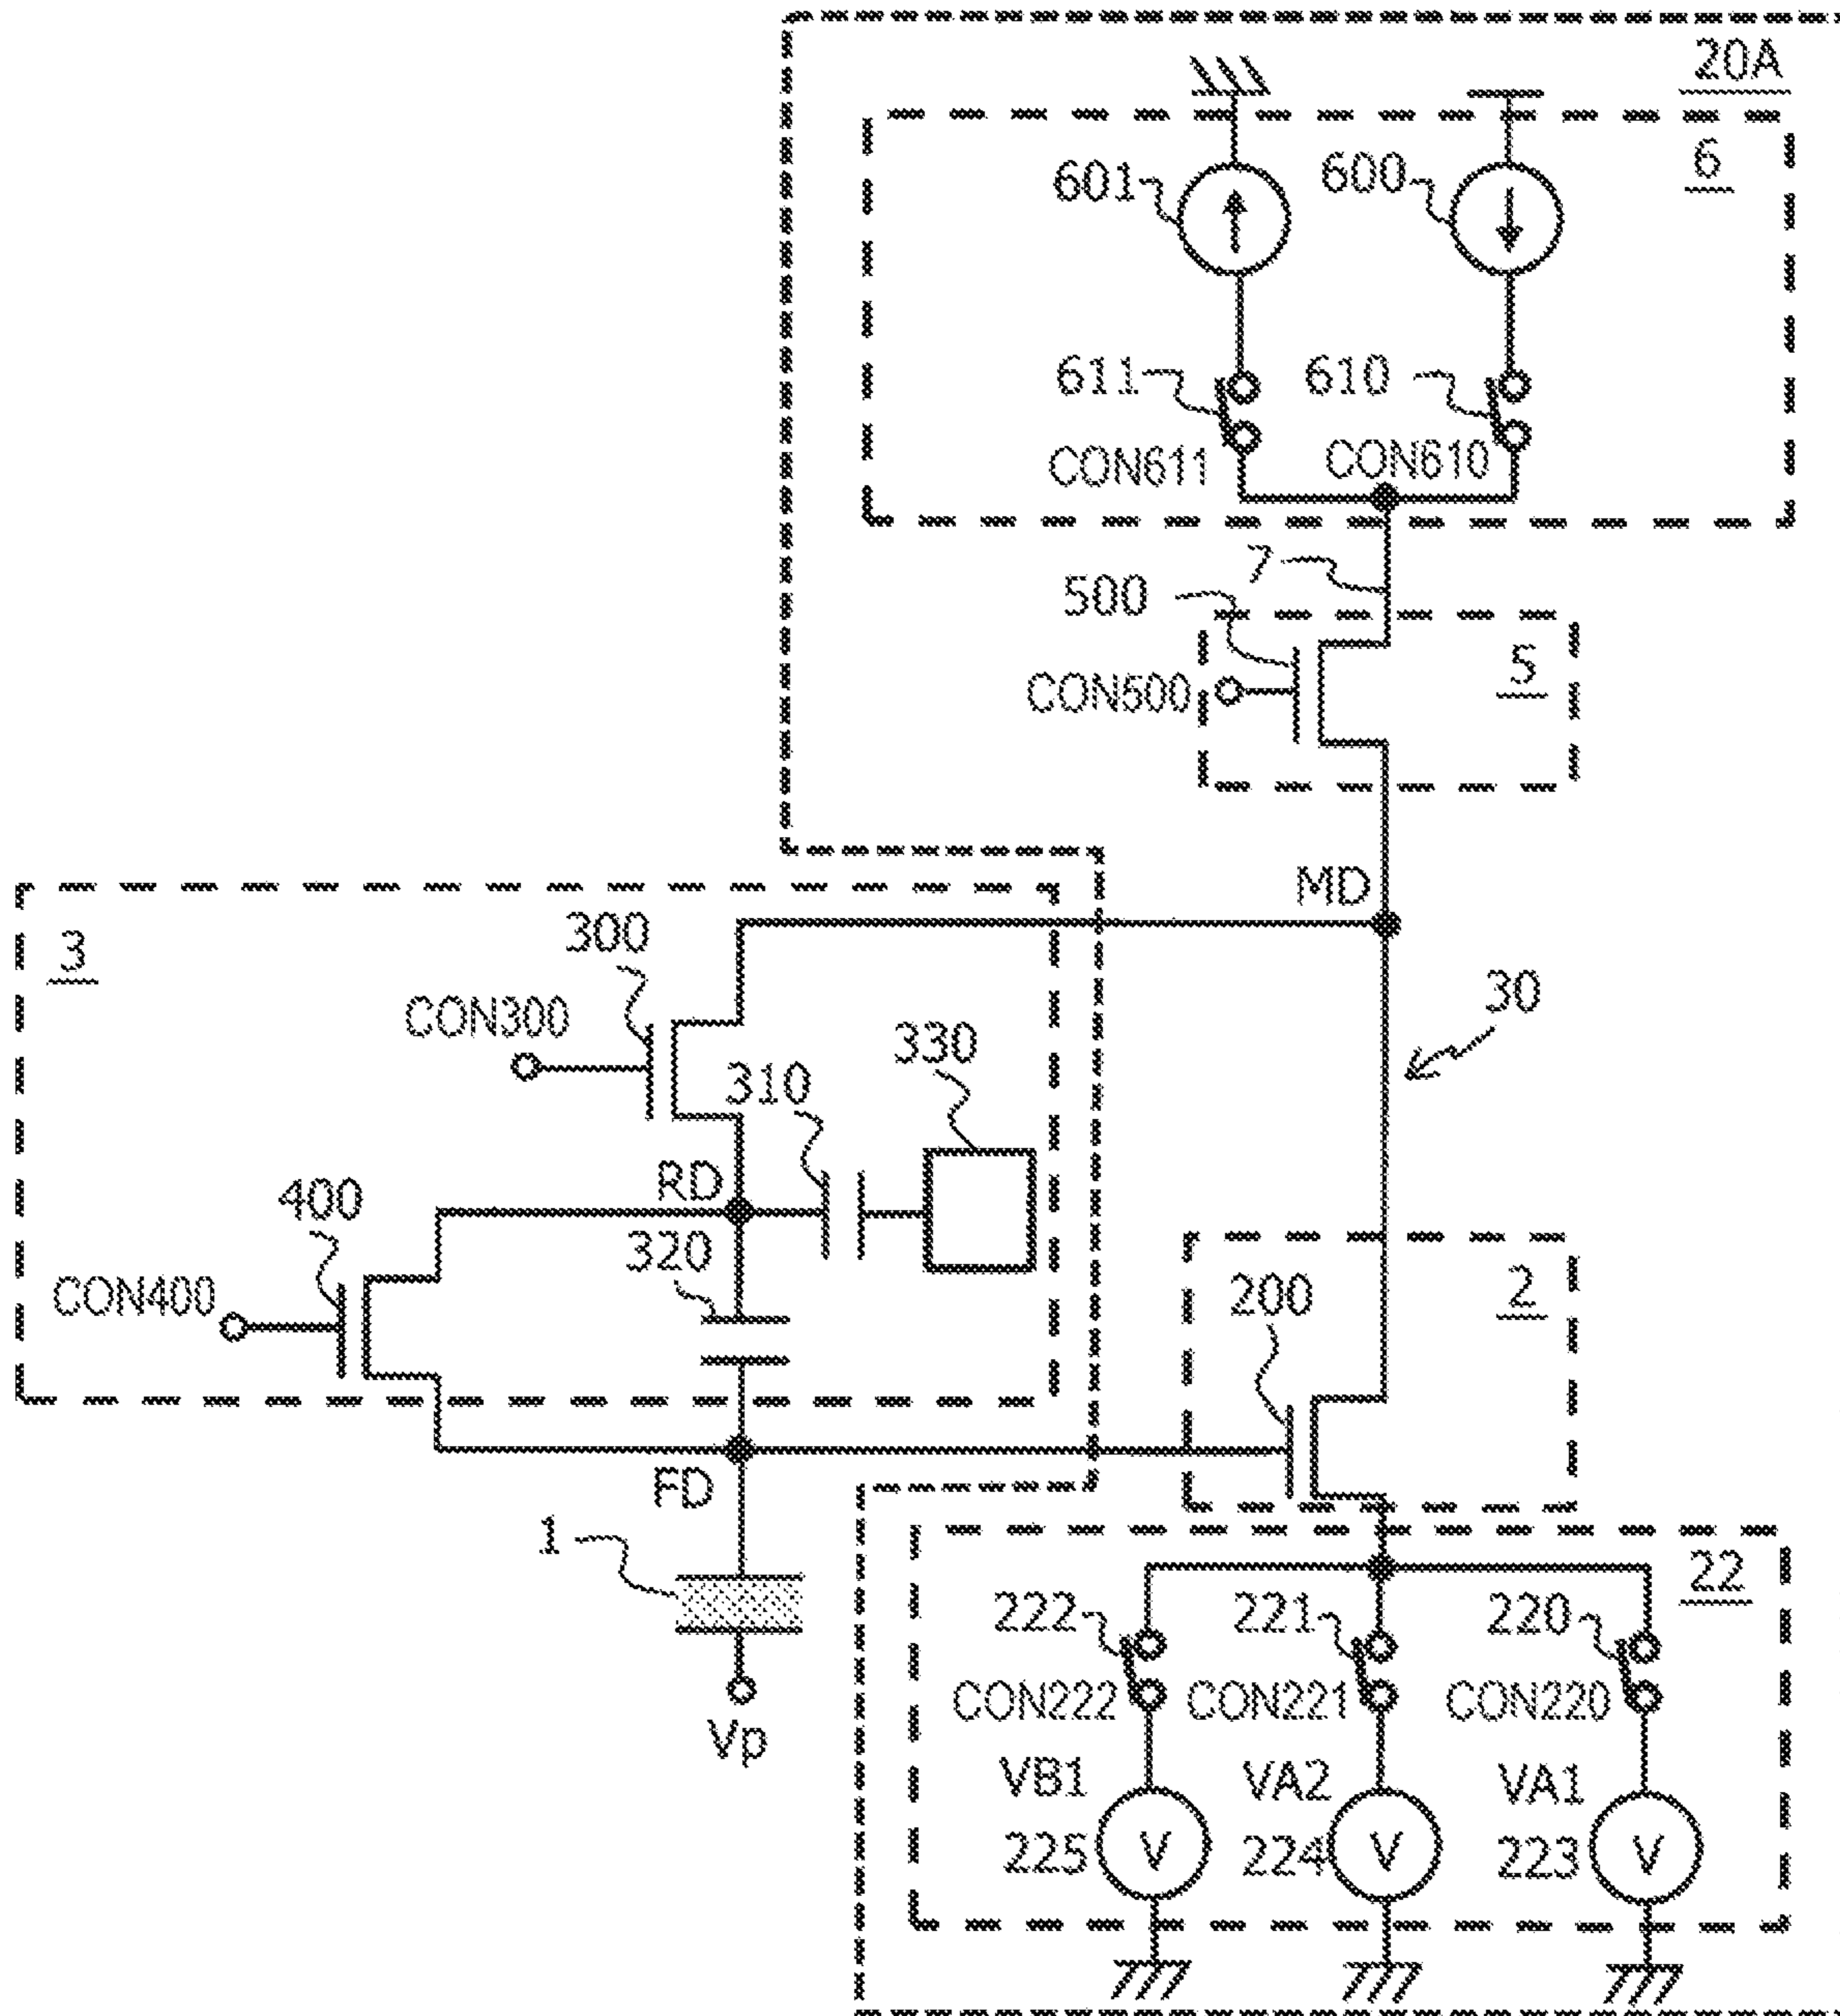 20A
6
601
600
611
610
CON611
CON610
7
500
5
CON500
MD
3
300
30
CON300
330
310
RD
400
320
2
CON400
200
FD
1
22
222
221
220
CON222
CON221
CON220
Vp
VB1
VA2
VA1
225
V
224
V
223
V